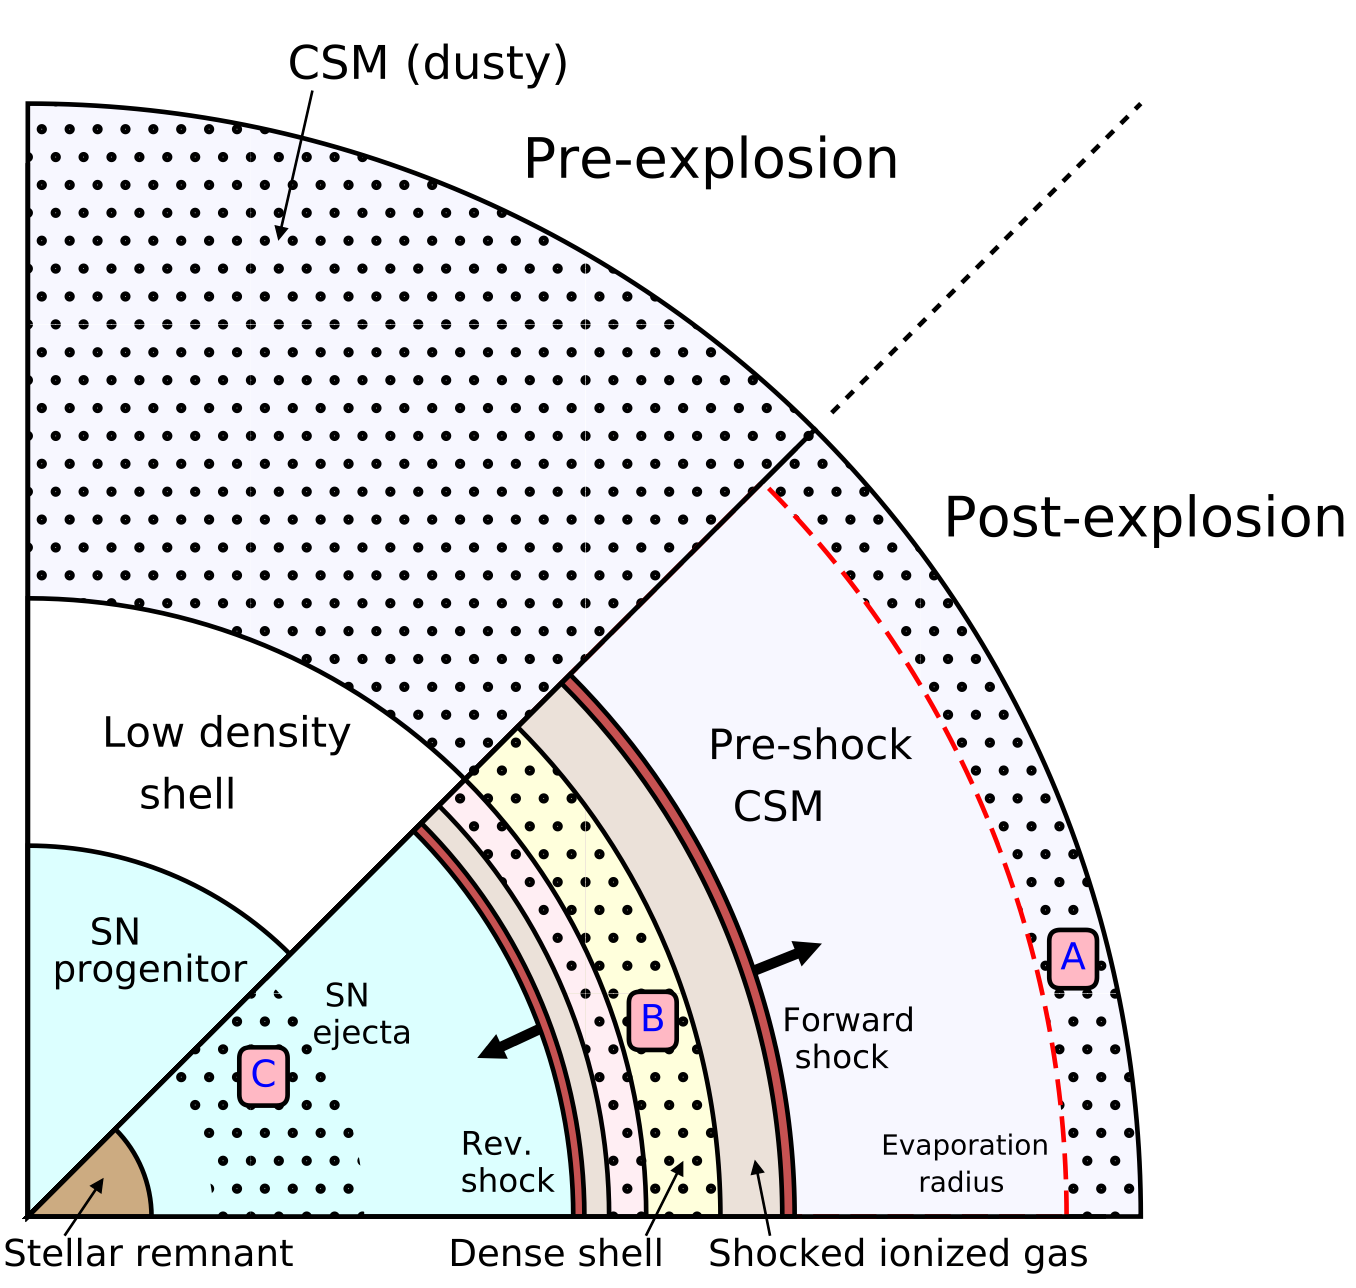 CSM (dusty)
Pre-explosion
Post-explosion
Low density
shell
Pre-shock
CSM
SN
progenitor
A
SN
ejecta
B
Forward
shock
C
Rev.
shock
Evaporation
radius
Stellar remnant
Dense shell
Shocked ionized gas